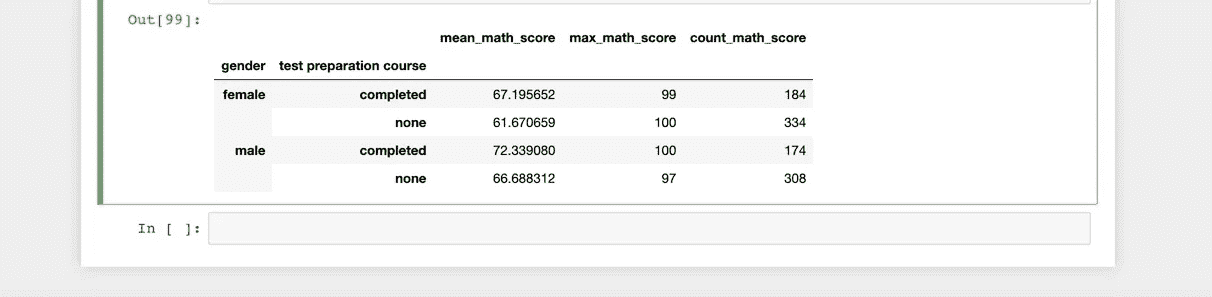 Out[99]:
mean_math_score max_math_score count_math_score
gender test preparation course
female completed 67.195652 99 184
none 61.670659 100 334
male completed 72.339080 100 174
none 66.688312 97 308
In [ ]: